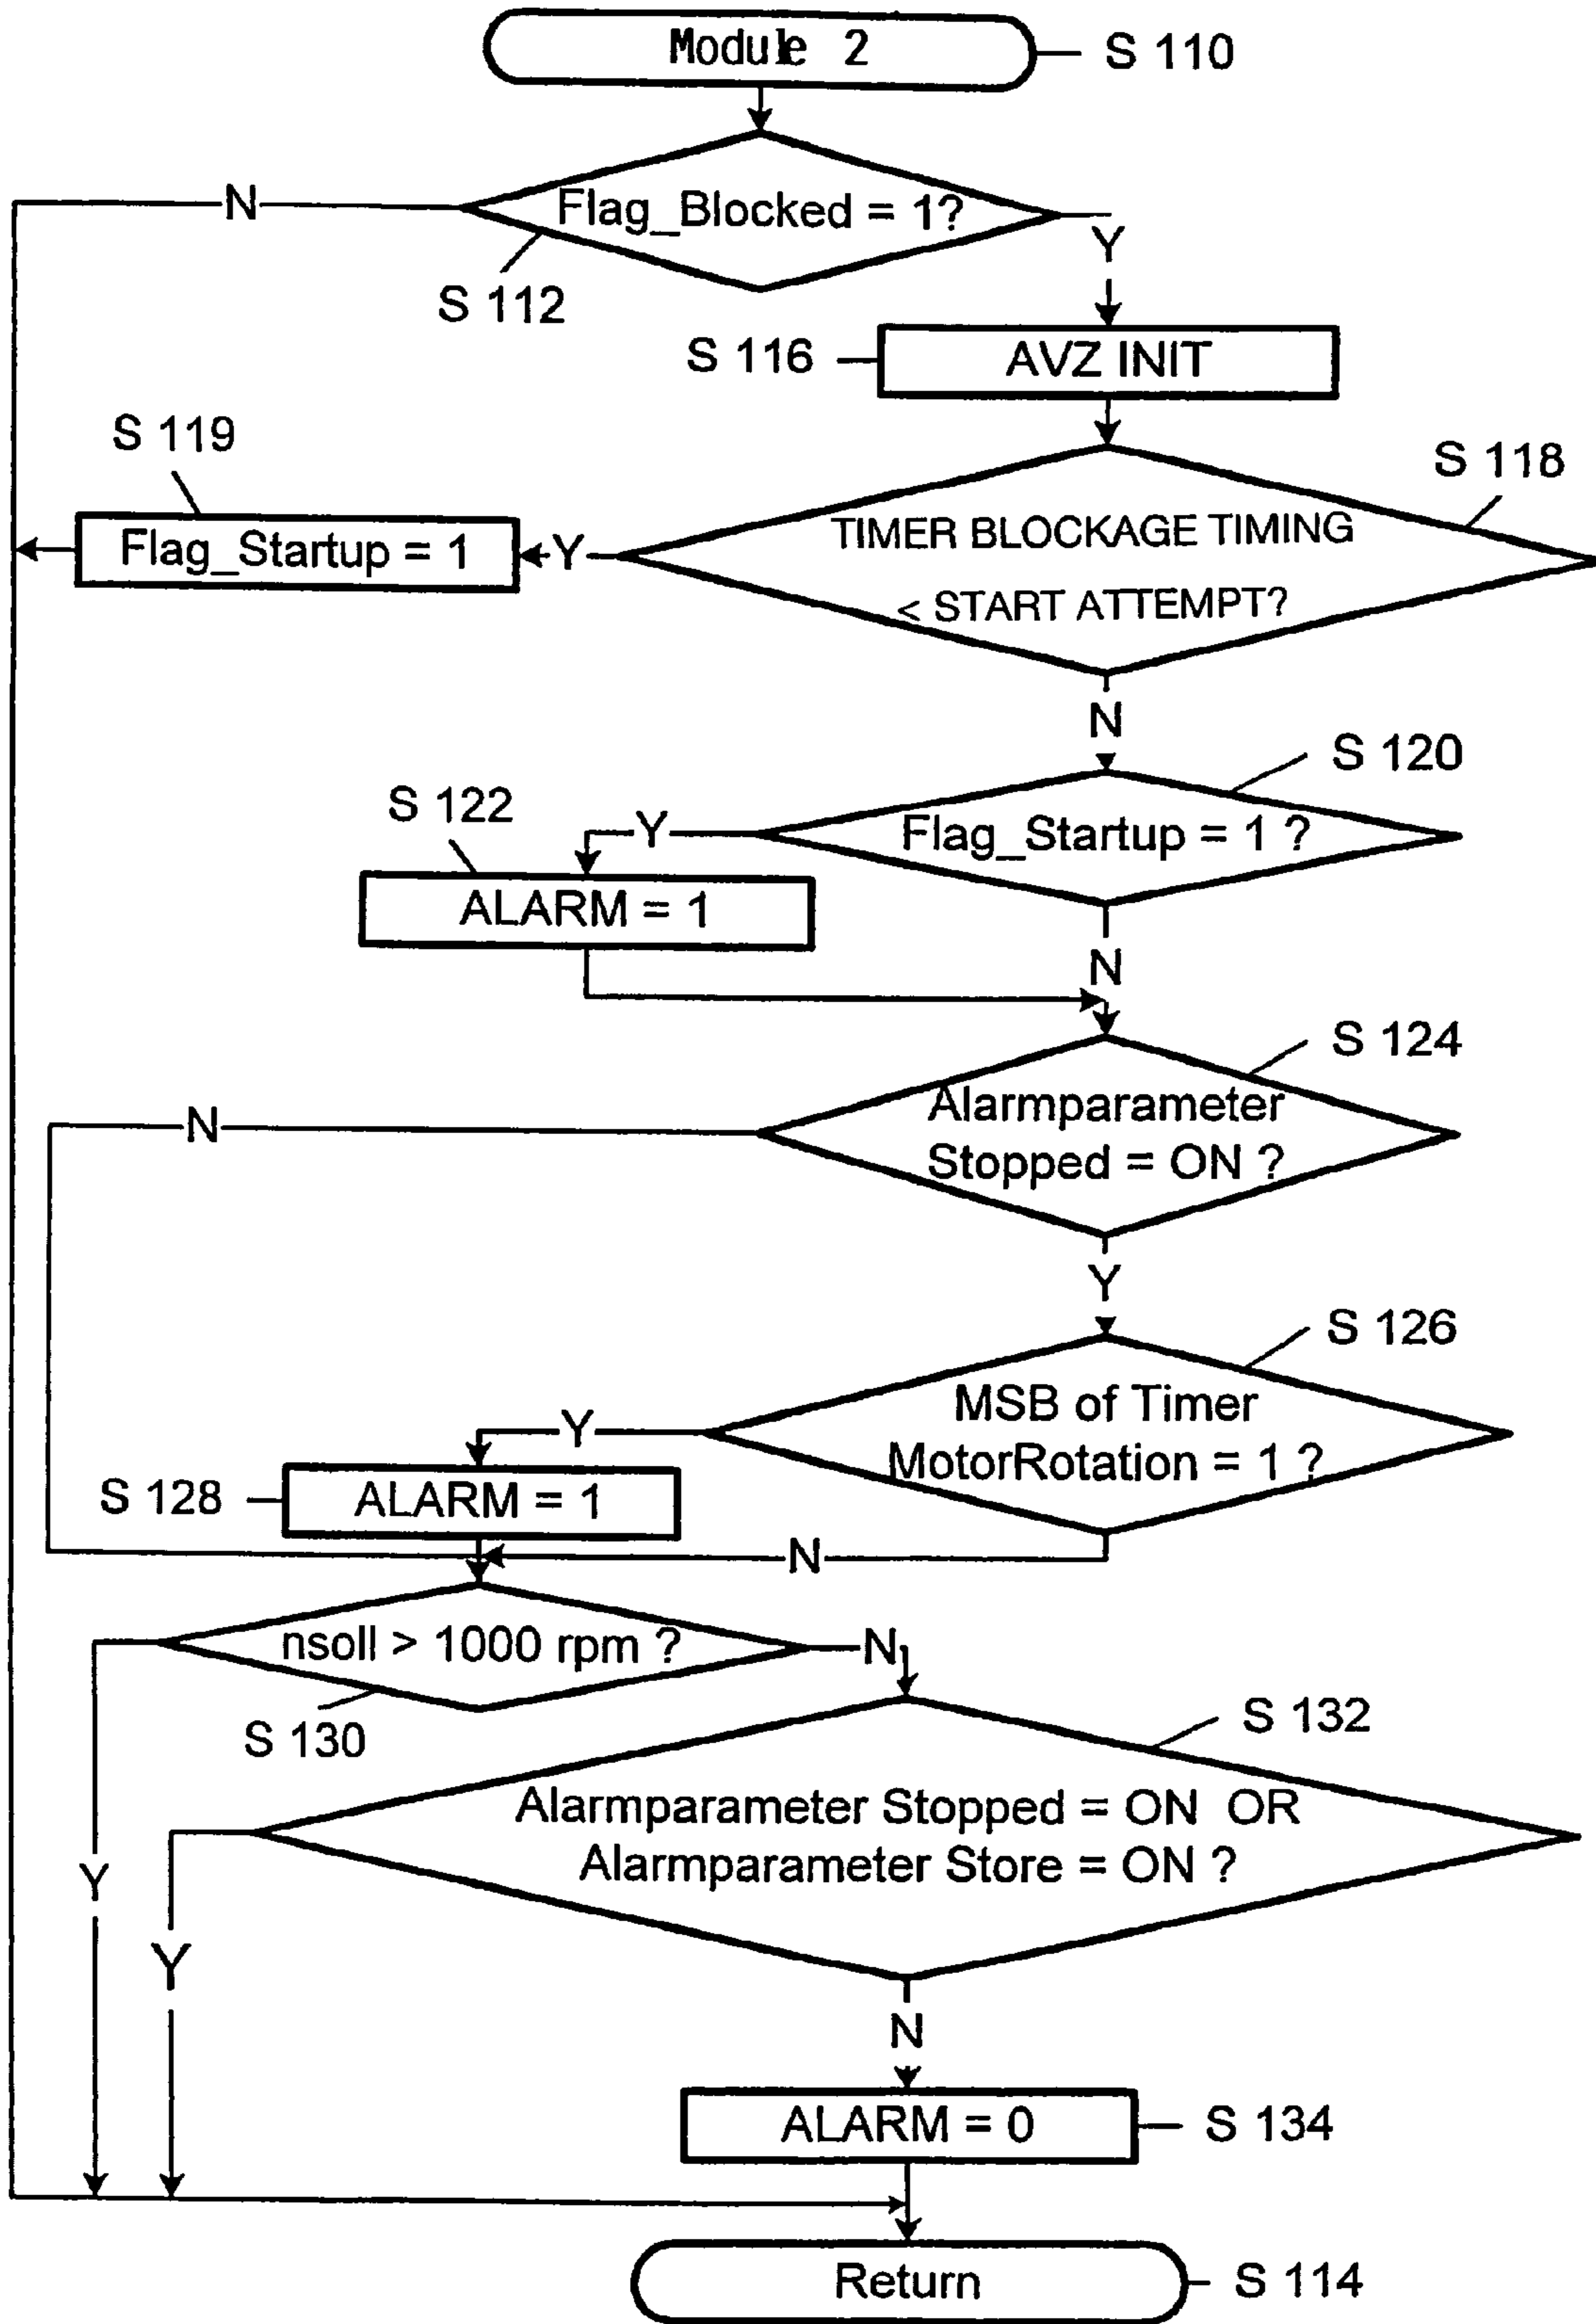 Module 2
S 110
N
Flag_Blocked = 1?
Y
S 112
S 116
AVZ INIT
S 119
S 118
Flag_Startup = 1
Y
TIMER BLOCKAGE TIMING
< START ATTEMPT?
N
S 120
S 122
Y
Flag_Startup = 1 ?
ALARM = 1
N
S 124
N
Alarmparameter
Stopped = ON ?
Y
S 126
Y
MSB of Timer
MotorRotation = 1 ?
S 128
ALARM = 1
N
nsoll > 1000 rpm ?
N
S 130
S 132
Alarmparameter Stopped = ON OR
Alarmparameter Store = ON ?
Y
Y
N
ALARM = 0
S 134
Return
S 114